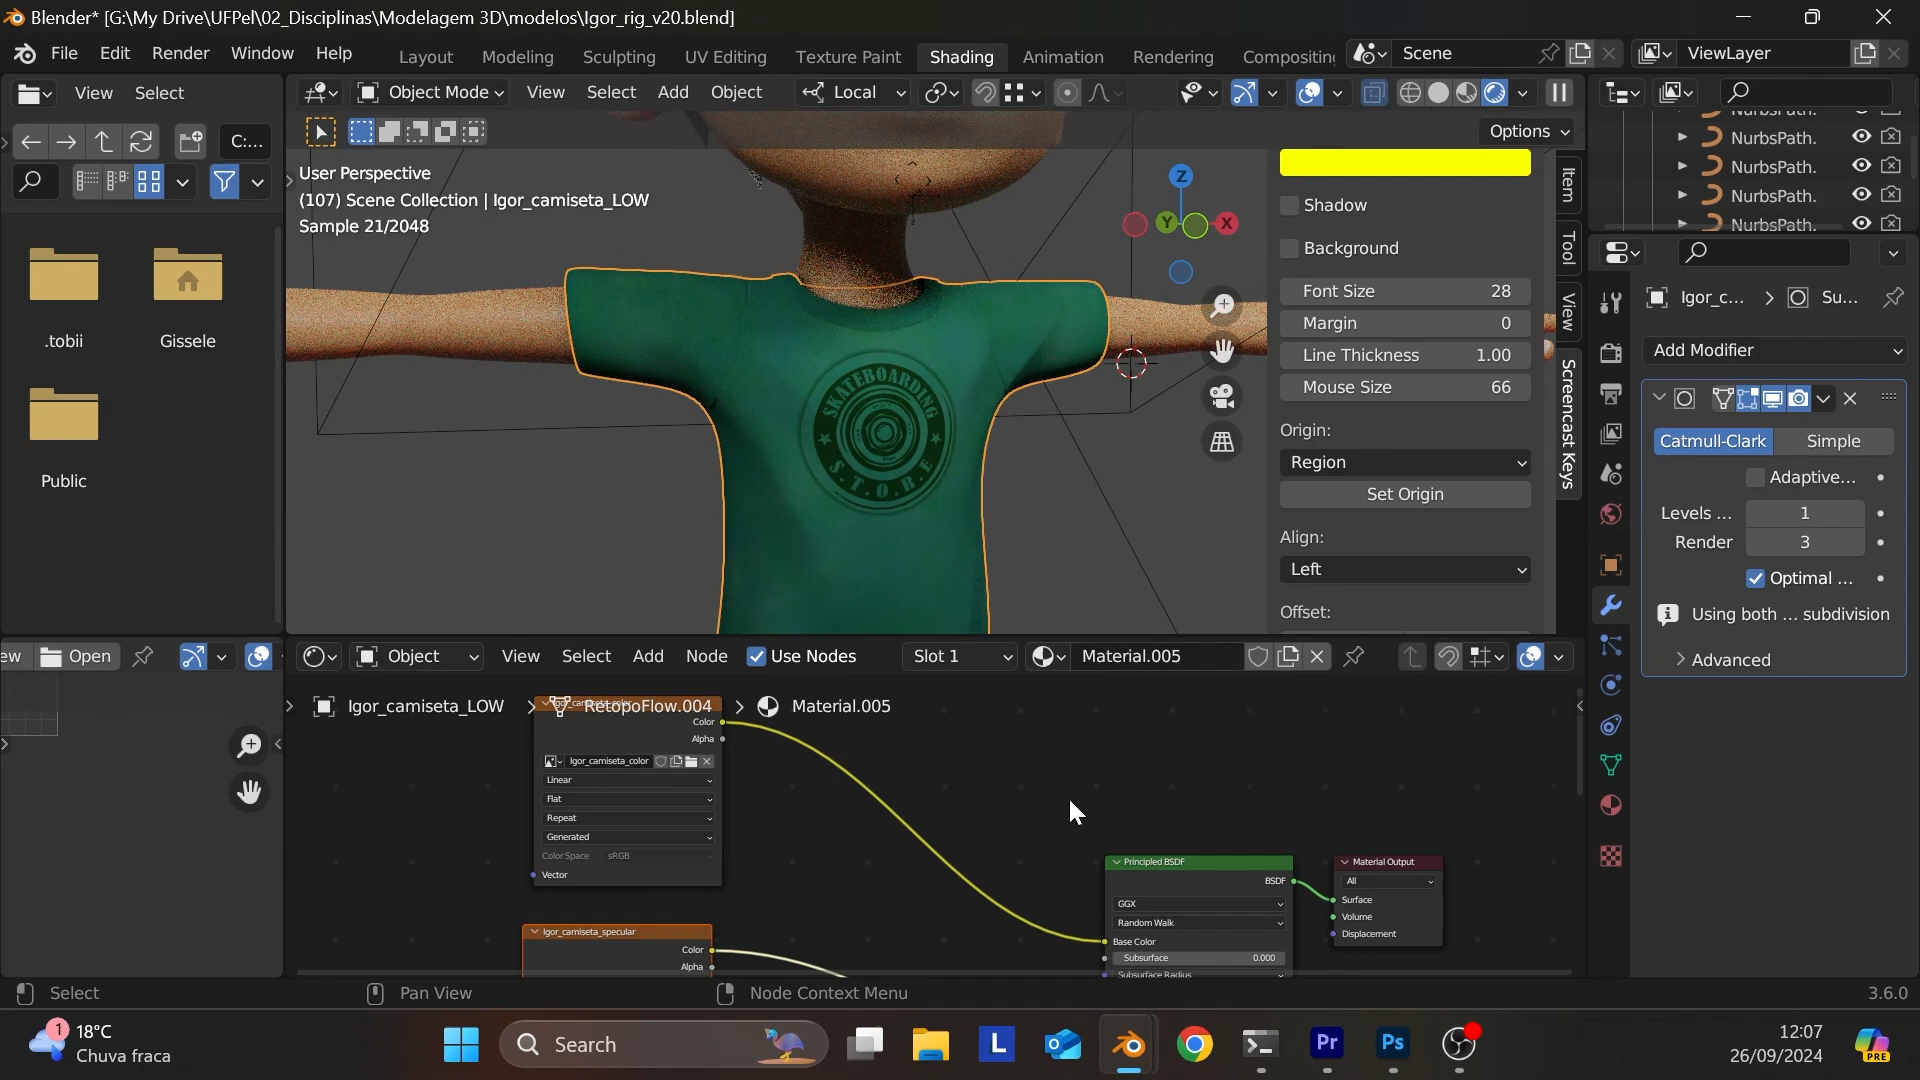 Blender* [G:\My Drive\UFPel\02_Disciplinas\Modelagem 3D\modelos\Igor_rig_v20.blend]
File Edit Render Window Help
Layout Modeling Sculpting UV Editing Texture Paint Shading Animation Rendering Compositing
Scene
ViewLayer
View Select
Object Mode View Select Add Object
Local
C:...
Options
User Perspective
(107) Scene Collection | Igor_camiseta_LOW
Sample 21/2048
Z
Y
X
SKATEBOARDING
S.T.O.R.E
Shadow
Background
Font Size 28
Margin 0
Line Thickness 1.00
Mouse Size 66
Origin:
Region
Set Origin
Align:
Left
Offset:
Item
Tool
View
Screencast Keys
NurbsPath.
NurbsPath.
NurbsPath.
NurbsPath.
NurbsPath.
Igor_c... > Su...
Add Modifier
Catmull-Clark Simple
Adaptive...
Levels ... 1
Render 3
Optimal ...
Using both ... subdivision
Advanced
.tobii
Gissele
Public
ew Open
Object View Select Add Node Use Nodes
Slot 1
Material.005
Igor_camiseta_LOW > RetopoFlow.004 > Material.005
Igor_camiseta_color
Color
Alpha
Igor_camiseta_color
Linear
Flat
Repeat
Generated
Color Space sRGB
Vector
Igor_camiseta_specular
Color
Alpha
Principled BSDF
BSDF
GGX
Random Walk
Base Color
Subsurface 0.000
Subsurface Radius
Material Output
All
Surface
Volume
Displacement
Select
Pan View
Node Context Menu
3.6.0
1
18°C
Chuva fraca
Search
L
Pr
Ps
12:07
26/09/2024
PRE